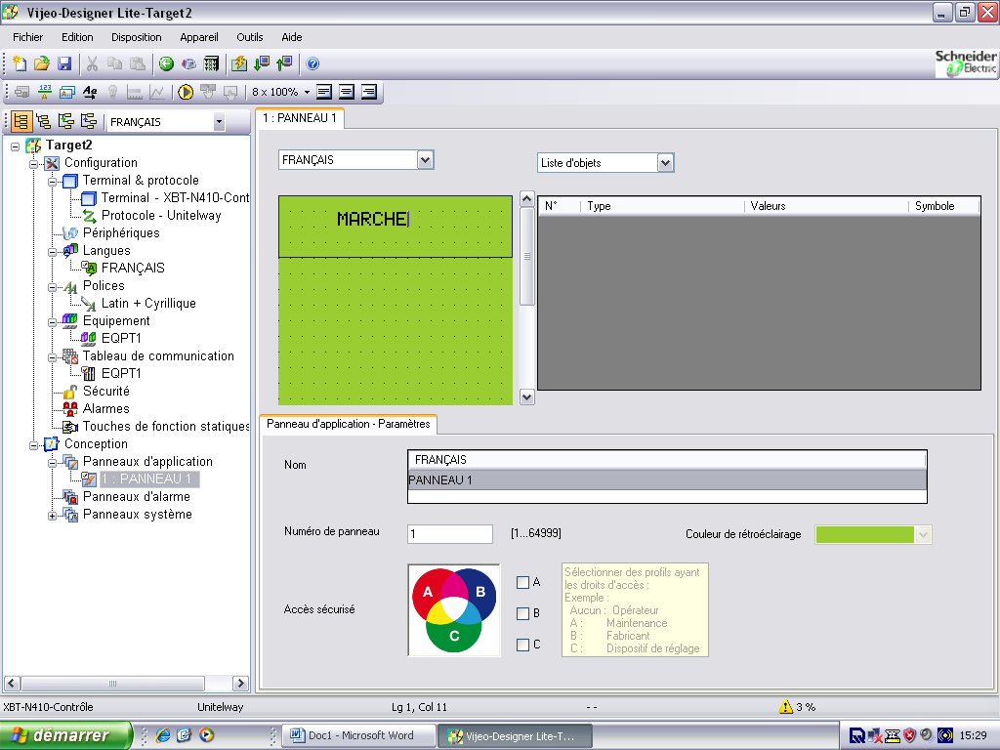 Vijeo-Designer Lite-Target2
Fichier Edition Disposition Appareil Outils Aide
Schneider
Electric
8 x 100%
FRANÇAIS
1 : PANNEAU 1
Target2
Configuration
Terminal & protocole
Terminal - XBT-N410-Cont
Protocole - Unitelway
Périphériques
Langues
FRANÇAIS
Polices
Latin + Cyrillique
Equipement
EQPT1
Tableau de communication
EQPT1
Sécurité
Alarmes
Touches de fonction statiques
Conception
Panneaux d'application
1 : PANNEAU 1
Panneaux d'alarme
Panneaux système
FRANÇAIS
Liste d'objets
MARCHE
N° Type Valeurs Symbole
Panneau d'application - Paramètres
Nom
FRANÇAIS
PANNEAU 1
Numéro de panneau
1
[1...64999]
Couleur de rétroéclairage
Accès sécurisé
A
B
C
A
B
C
Sélectionner des profils ayant
les droits d'accès :
Exemple :
Aucun : Opérateur
A : Maintenance
B : Fabricant
C : Dispositif de réglage
XBT-N410-Contrôle Unitelway Lg 1, Col 11 - - 3 %
démarrer
Doc1 - Microsoft Word
Vijeo-Designer Lite-T...
15:29